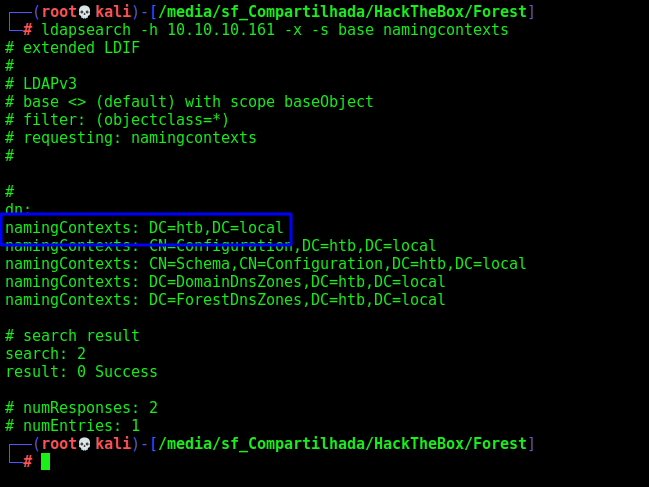 ┌──(root💀kali)-[/media/sf_Compartilhada/HackTheBox/Forest]
└─# ldapsearch -h 10.10.10.161 -x -s base namingcontexts
# extended LDIF
#
# LDAPv3
# base <> (default) with scope baseObject
# filter: (objectclass=*)
# requesting: namingcontexts
#

#
dn:
namingContexts: DC=htb,DC=local
namingContexts: CN=Configuration,DC=htb,DC=local
namingContexts: CN=Schema,CN=Configuration,DC=htb,DC=local
namingContexts: DC=DomainDnsZones,DC=htb,DC=local
namingContexts: DC=ForestDnsZones,DC=htb,DC=local

# search result
search: 2
result: 0 Success

# numResponses: 2
# numEntries: 1
┌──(root💀kali)-[/media/sf_Compartilhada/HackTheBox/Forest]
└─#